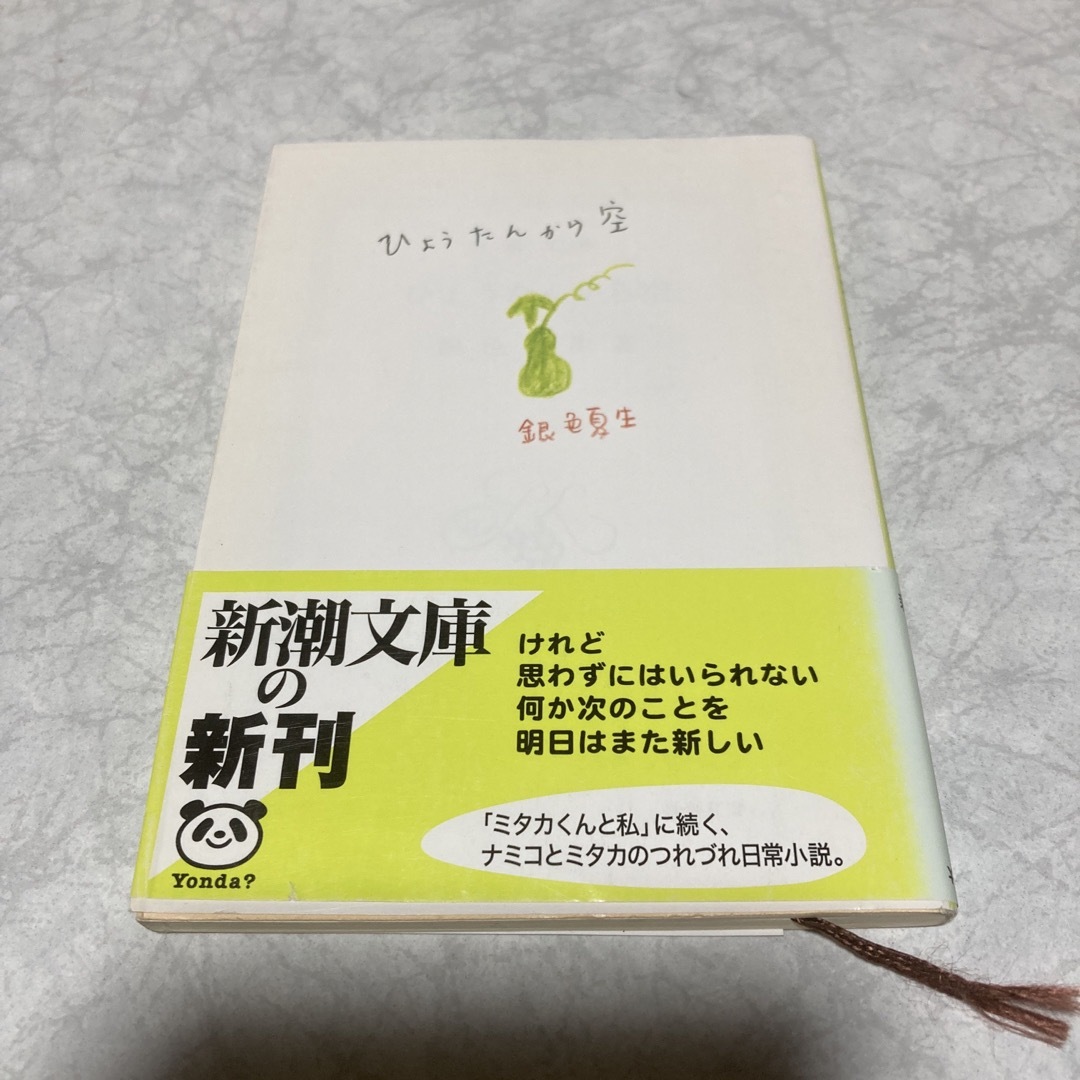 ひょうたんから空
銀色夏生
新潮文庫
の
新刊
Yonda?
けれど
思わずにはいられない
何か次のことを
明日はまた新しい
「ミタカくんと私」に続く、
ナミコとミタカのつれづれ日常小説。